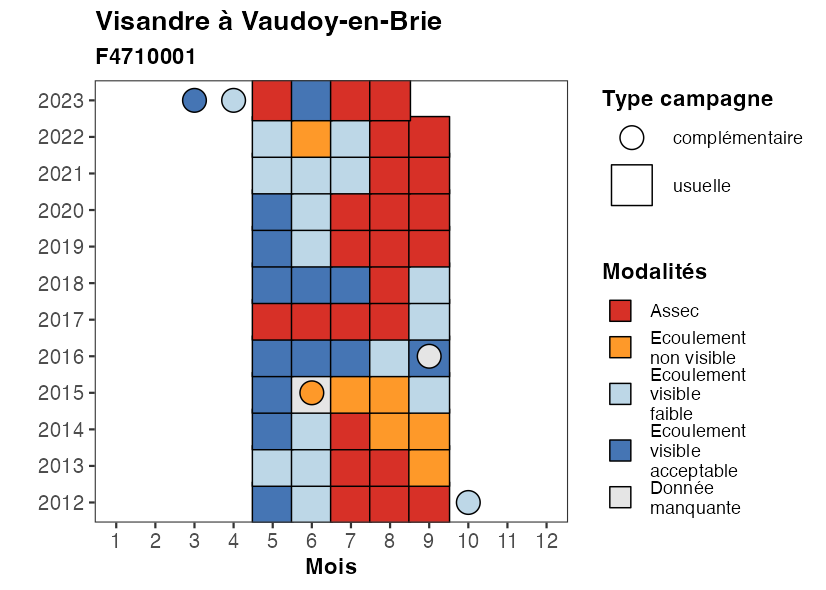 Visandre à Vaudoy-en-Brie
F4710001
2023
2022
2021
2020
2019
2018
2017
2016
2015
2014
2013
2012
1 2 3 4 5 6 7 8 9 10 11 12
Mois
Type campagne
complémentaire
usuelle
Modalités
Assec
Ecoulement
non visible
Ecoulement
visible
faible
Ecoulement
visible
acceptable
Donnée
manquante